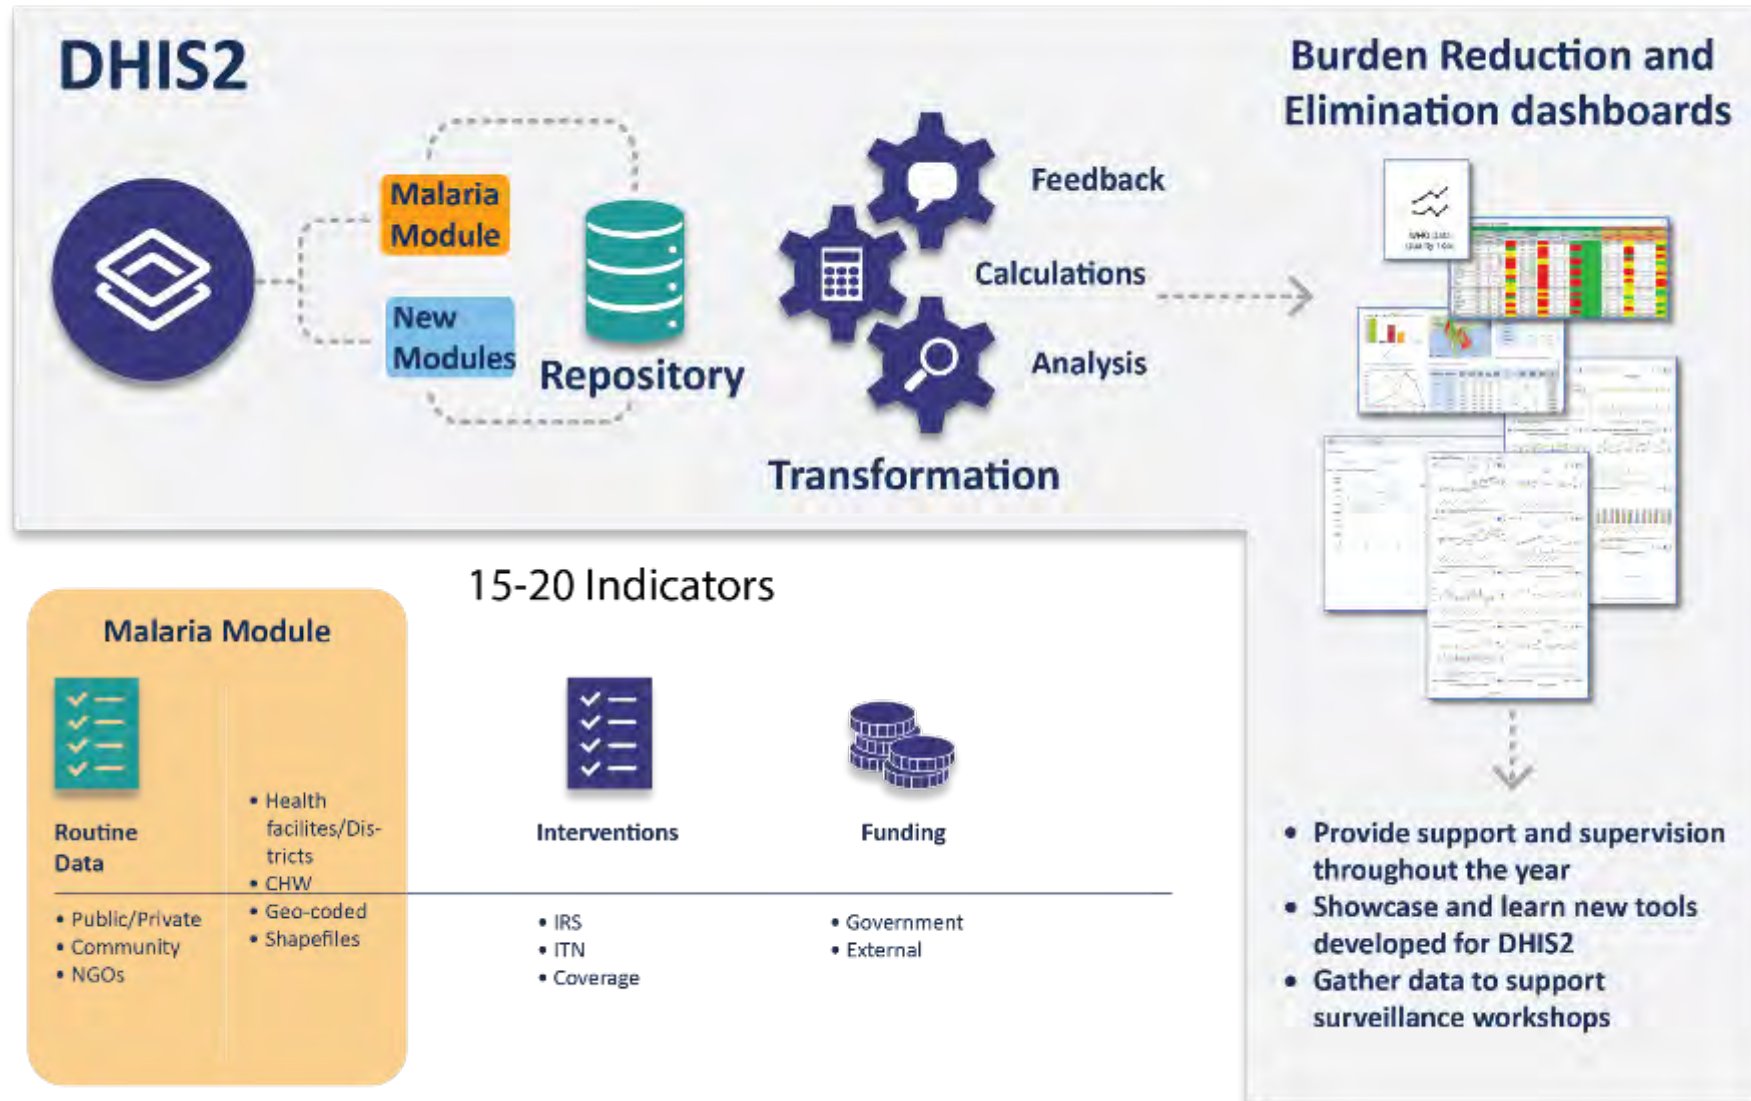 DHIS2
Malaria
Module
New
Modules
Repository
Feedback
Calculations
Analysis
Transformation
Burden Reduction and
Elimination dashboards
15-20 Indicators
Malaria Module
Routine
Data
• Public/Private
• Community
• NGOs
• Health
facilites/Dis-
tricts
• CHW
• Geo-coded
• Shapefiles
Interventions
• IRS
• ITN
• Coverage
Funding
• Government
• External
• Provide support and supervision
throughout the year
• Showcase and learn new tools
developed for DHIS2
• Gather data to support
surveillance workshops